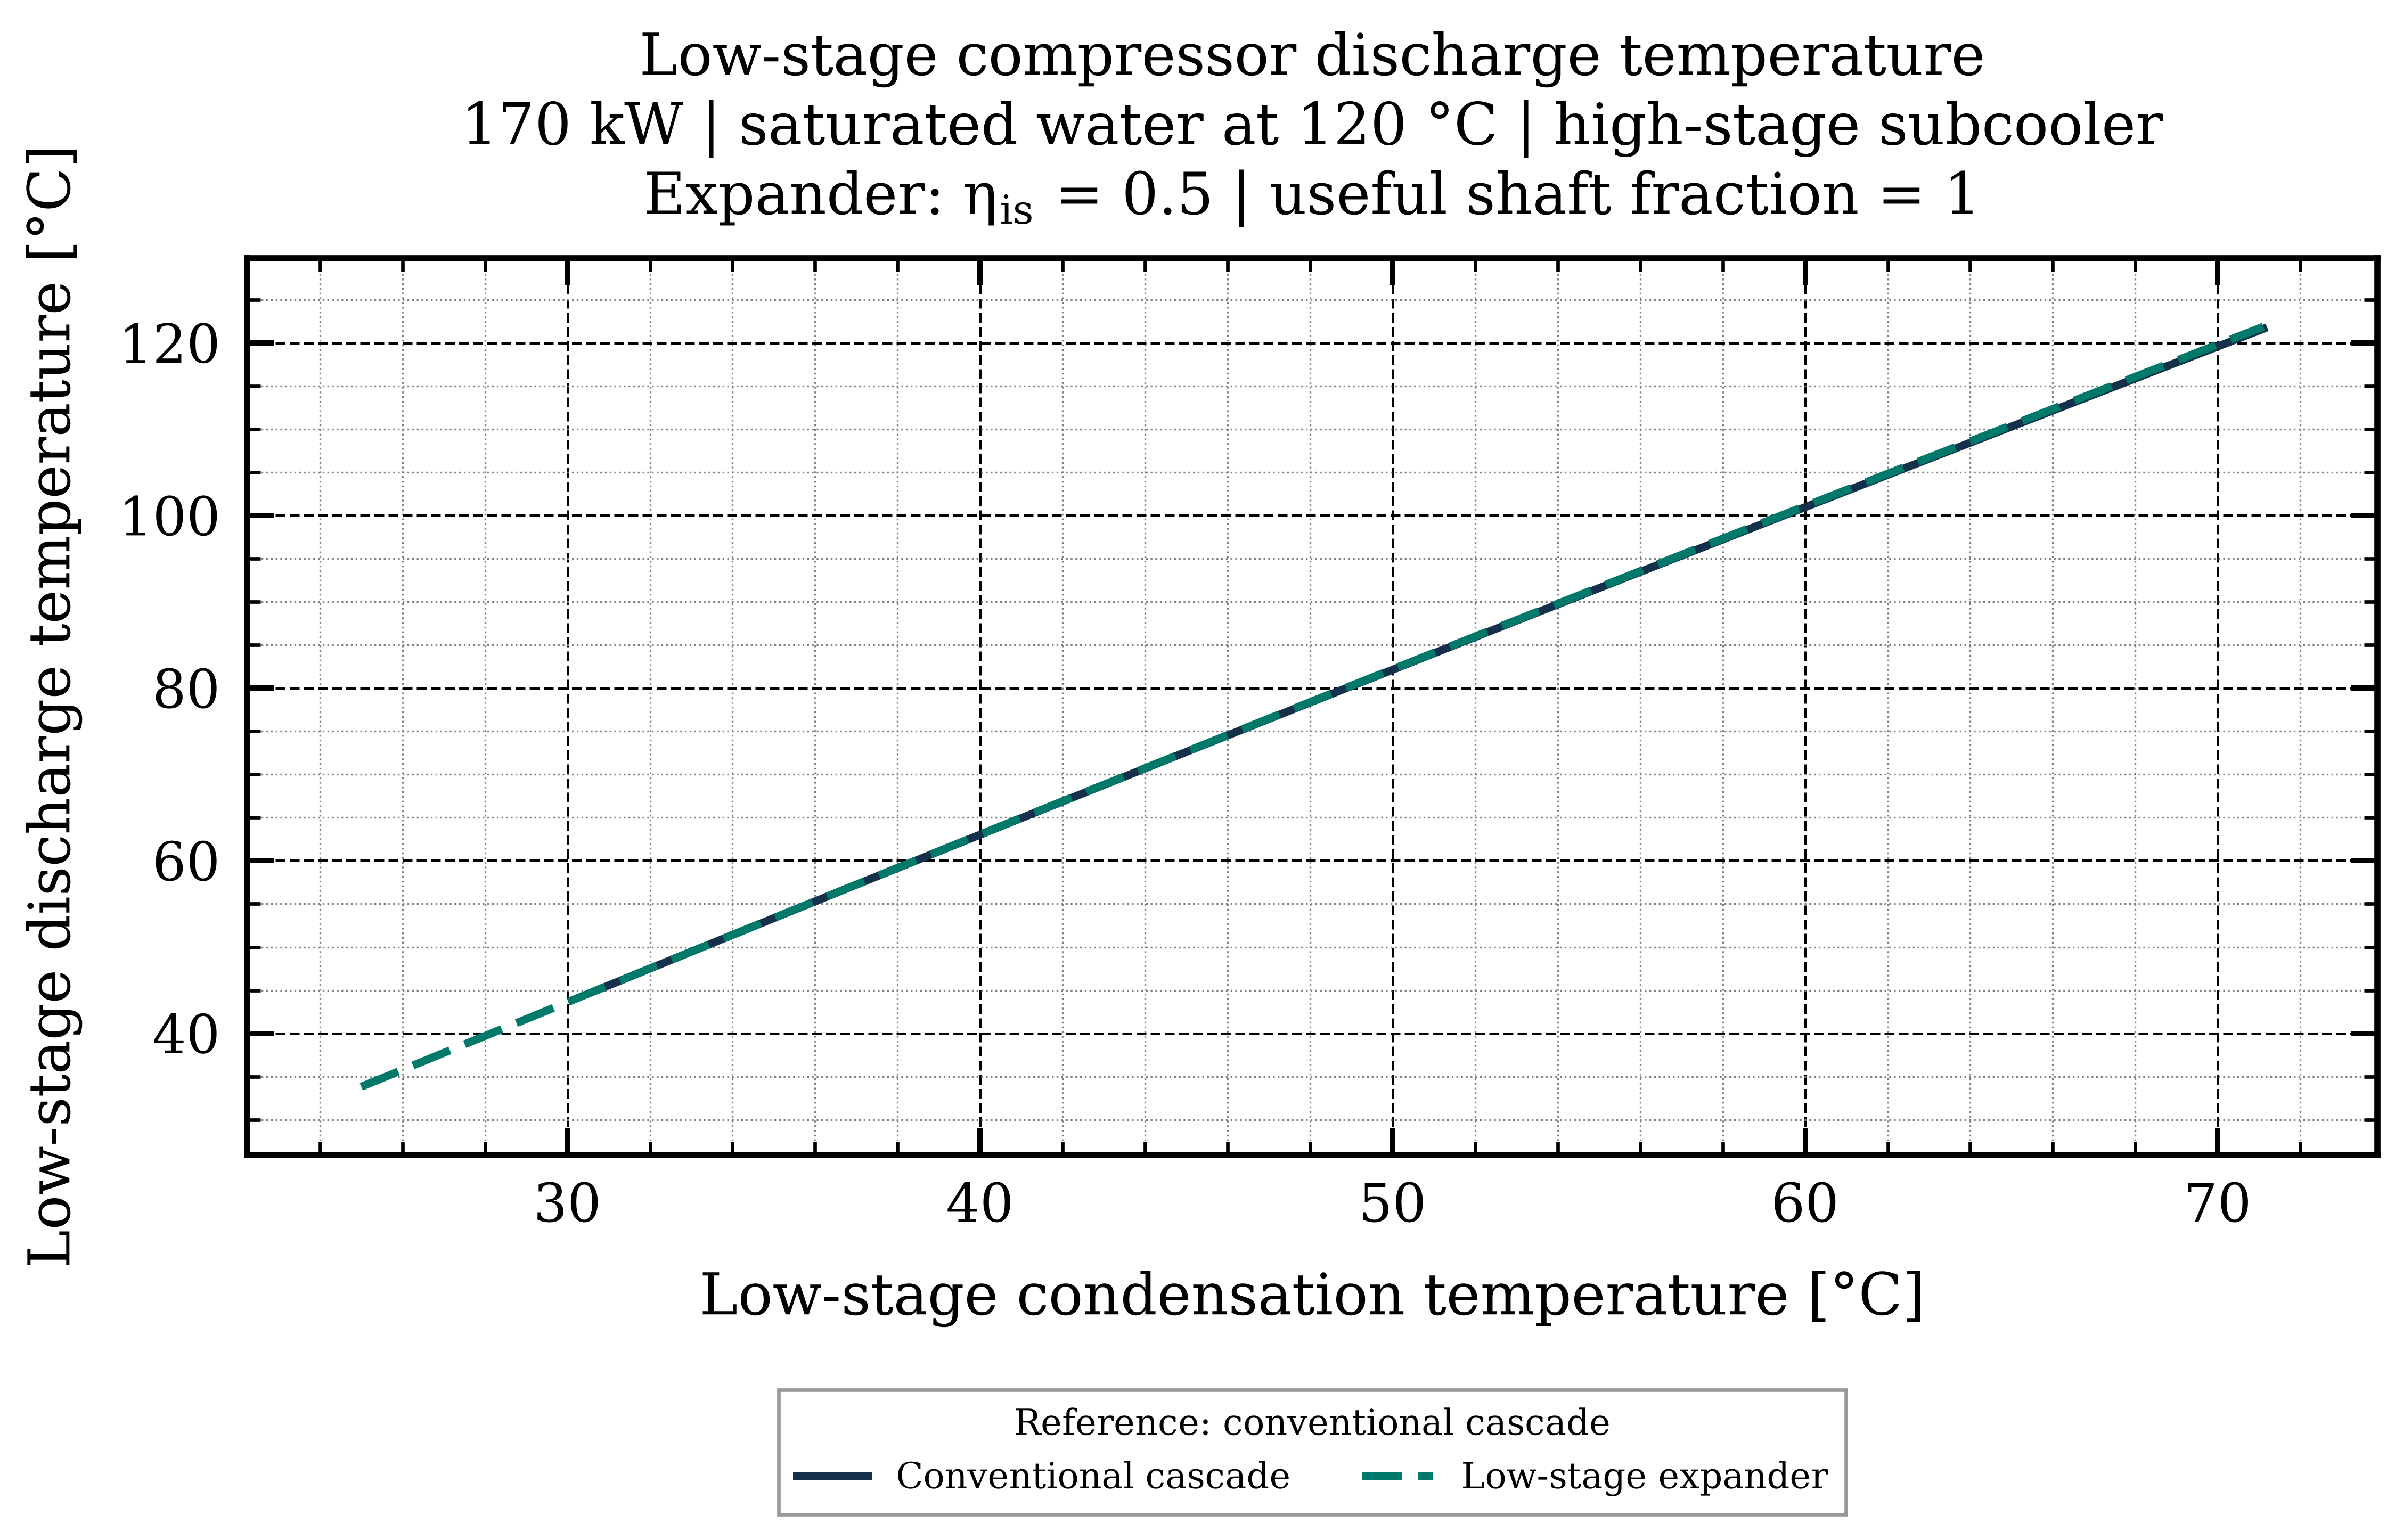 Low-stage compressor discharge temperature
170 kW | saturated water at 120 °C | high-stage subcooler
Expander: ηis = 0.5 | useful shaft fraction = 1
Low-stage discharge temperature [°C]
120
100
80
60
40
30 40 50 60 70
Low-stage condensation temperature [°C]
Reference: conventional cascade
Conventional cascade Low-stage expander